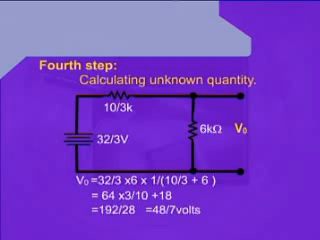 Fourth step:
Calculating unknown quantity.
10/3k
6kΩ V₀
32/3V
V₀ =32/3 x6 x 1/(10/3 + 6 )
= 64 x3/10 +18
=192/28 =48/7volts